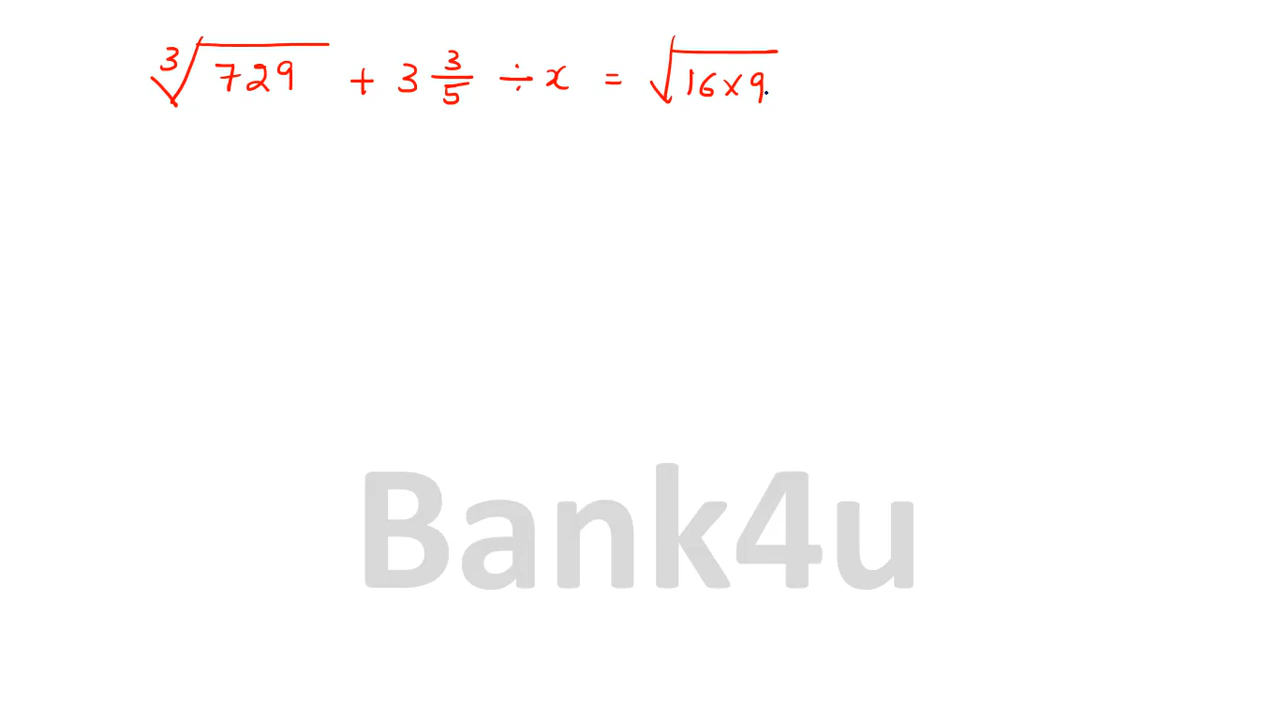 ∛729 + 3 3/5 ÷ x = √16×9
Bank4u